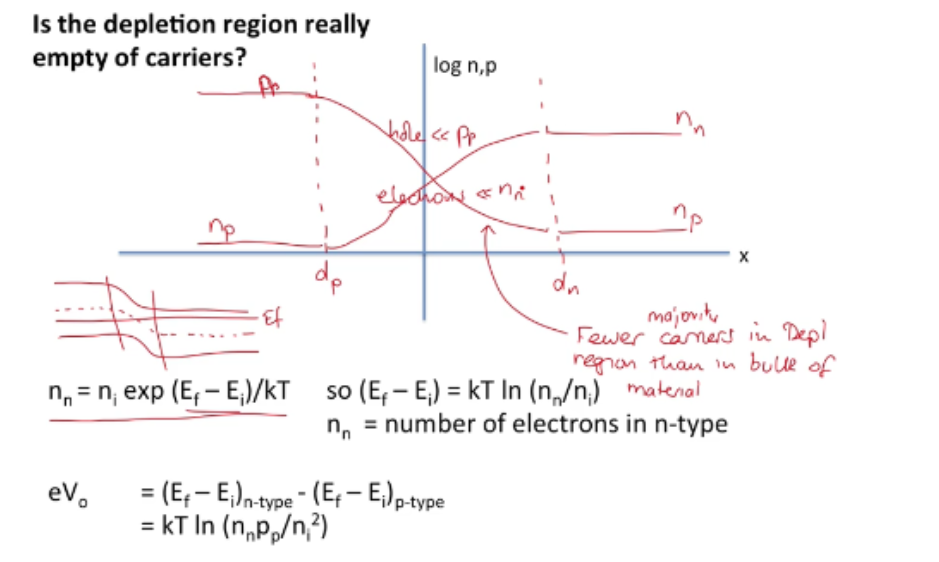 Is the depletion region really
empty of carriers?
log n,p
Pp
hole << Pp
nn
electrons << nn
np
np
x
dp
dn
Ef
majority
Fewer carriers in Depl
region than in bulk of
material
nn = ni exp (Ef – Ei)/kT so (Ef – Ei) = kT ln (nn/ni)
nn = number of electrons in n-type
eVo = (Ef – Ei)n-type - (Ef – Ei)p-type
= kT ln (nnpp/ni²)